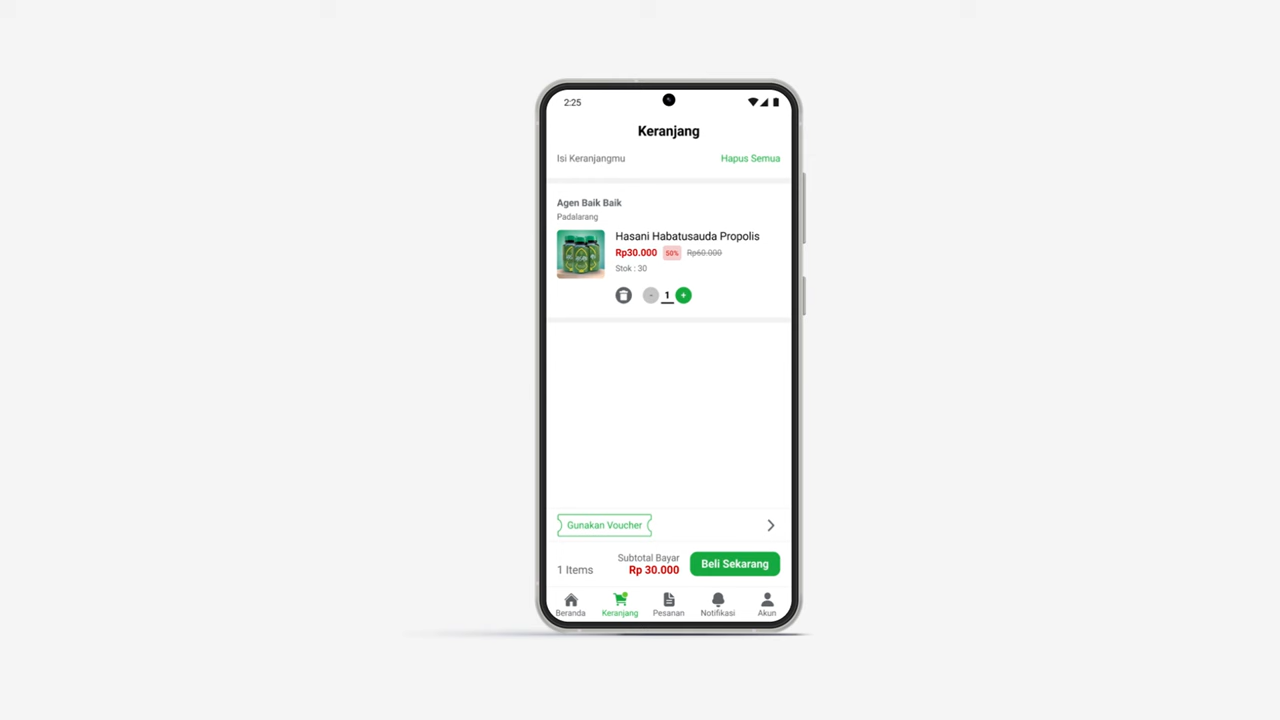 2:25
Keranjang
Isi Keranjangmu
Hapus Semua
Agen Baik Baik
Padalarang
Hasani Habatusauda Propolis
Rp30.000 50% Rp60.000
Stok : 30
- 1 +
Gunakan Voucher
Subtotal Bayar
1 Items
Rp 30.000
Beli Sekarang
Beranda
Keranjang
Pesanan
Notifikasi
Akun